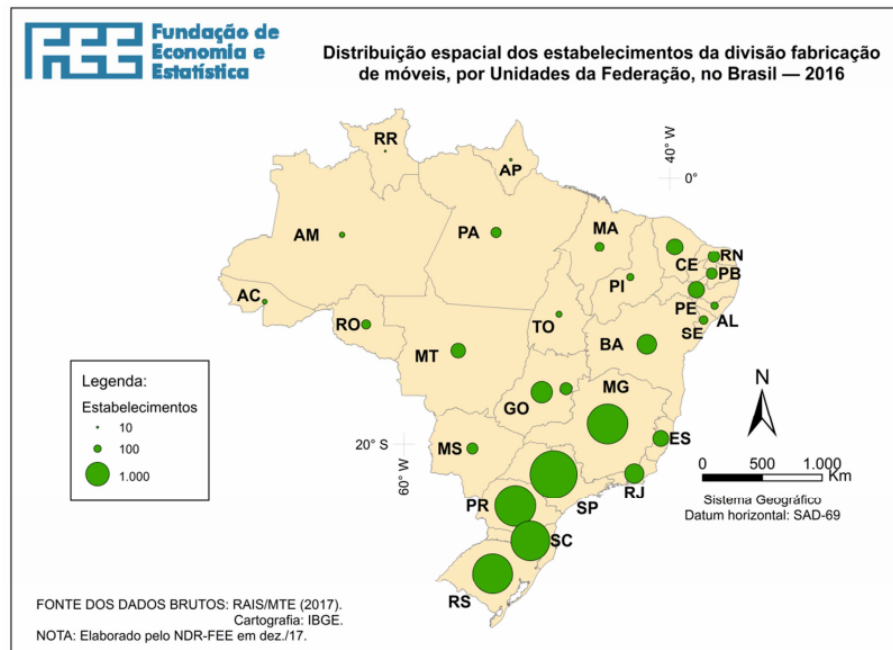 FEE
Fundação de
Economia e
Estatística
Distribuição espacial dos estabelecimentos da divisão fabricação
de móveis, por Unidades da Federação, no Brasil — 2016
RR
AP
40° W
0°
AM
PA
MA
CE
RN
PB
PI
AC
PE
AL
SE
RO
TO
MT
BA
Legenda:
Estabelecimentos
10
100
1.000
GO
MG
N
MS
ES
20° S
60° W
0 500 1.000
Km
RJ
SP
PR
SC
RS
Sistema Geográfico
Datum horizontal: SAD-69
FONTE DOS DADOS BRUTOS: RAIS/MTE (2017).
Cartografia: IBGE.
NOTA: Elaborado pelo NDR-FEE em dez./17.